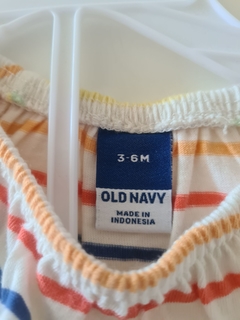 3-6M
OLD NAVY
MADE IN
INDONESIA